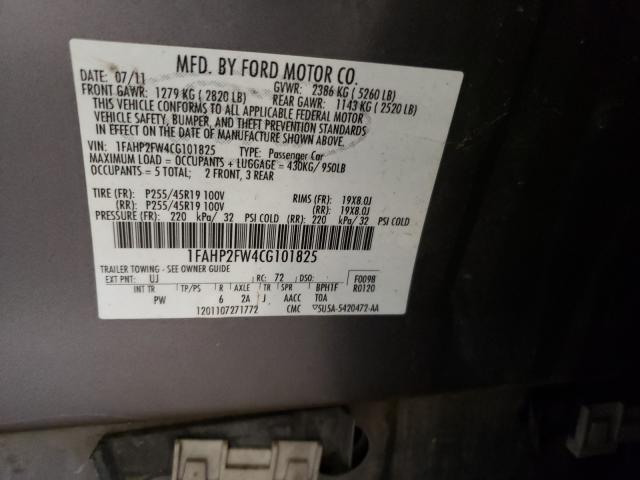 MFD. BY FORD MOTOR CO.
DATE: 07/11 GVWR: 2386 KG ( 5260 LB)
FRONT GAWR: 1279 KG ( 2820 LB) REAR GAWR: 1143 KG ( 2520 LB)
THIS VEHICLE CONFORMS TO ALL APPLICABLE FEDERAL MOTOR
VEHICLE SAFETY, BUMPER, AND THEFT PREVENTION STANDARDS
IN EFFECT ON THE DATE OF MANUFACTURE SHOWN ABOVE.
VIN: 1FAHP2FW4CG101825 TYPE: Passenger Car
MAXIMUM LOAD = OCCUPANTS + LUGGAGE = 430KG/ 950LB
OCCUPANTS = 5 TOTAL; 2 FRONT, 3 REAR
TIRE (FR): P255/45R19 100V RIMS (FR): 19X8.0J
(RR): P255/45R19 100V (RR): 19X8.0J
PRESSURE (FR): 220 kPa/ 32 PSI COLD (RR): 220 kPa/ 32 PSI COLD
1FAHP2FW4CG101825
TRAILER TOWING - SEE OWNER GUIDE
EXT PNT: UJ RC: 72 DSO: F0098
INT TR TP/PS R AXLE TR SPR BPH1F R0120
PW 6 2A J AACC TOA
1201107271772 CMC ▽5U5A-5420472-AA